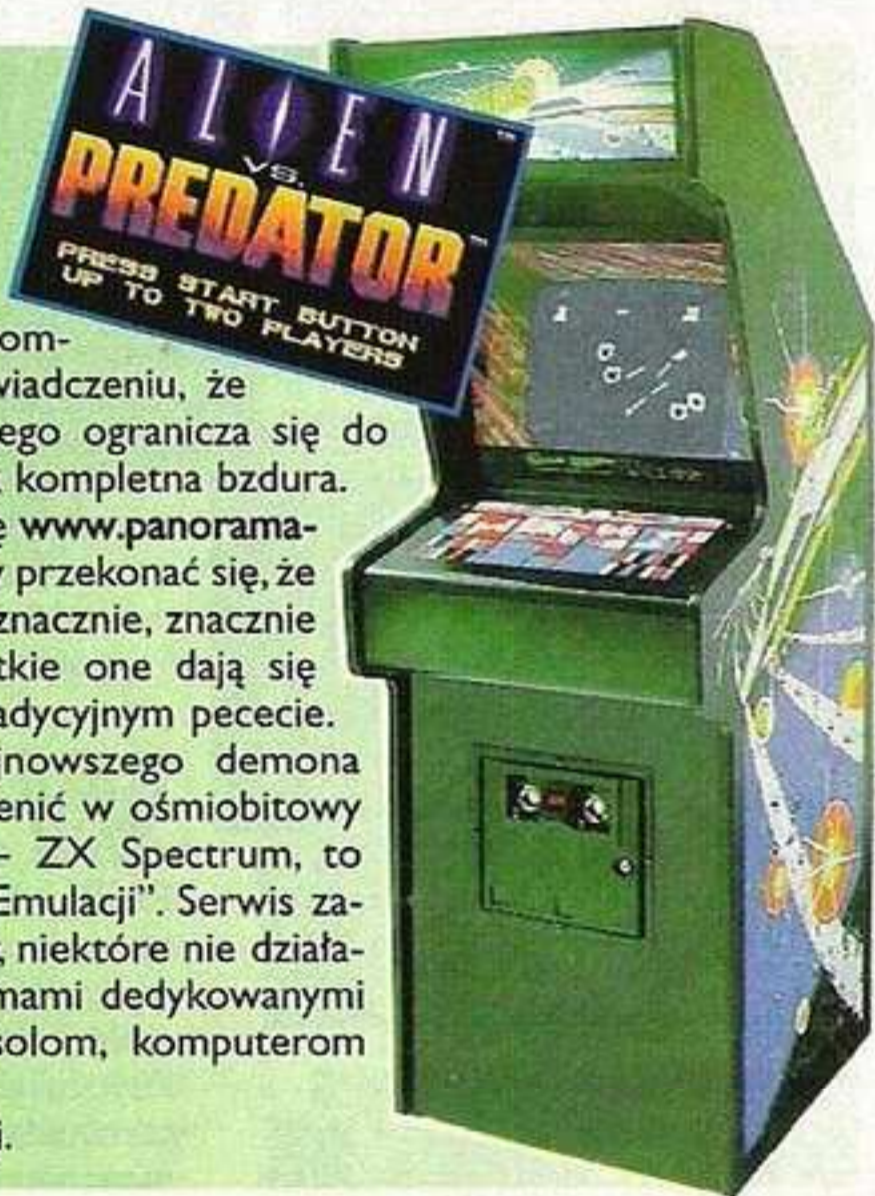 ALIEN
VS.
PREDATOR™
PRESS START BUTTON
UP TO TWO PLAYERS
om-
wiadczeniu, że
ego ogranicza się do
kompletna bzdura.
ę www.panorama-
y przekonać się, że
znacznie, znacznie
tkie one dają się
adycyjnym pececie.
jnowszego demona
enić w ośmiobitowy
– ZX Spectrum, to
Emulacji”. Serwis za-
, niektóre nie działa-
mami dedykowanymi
solom, komputerom
i.